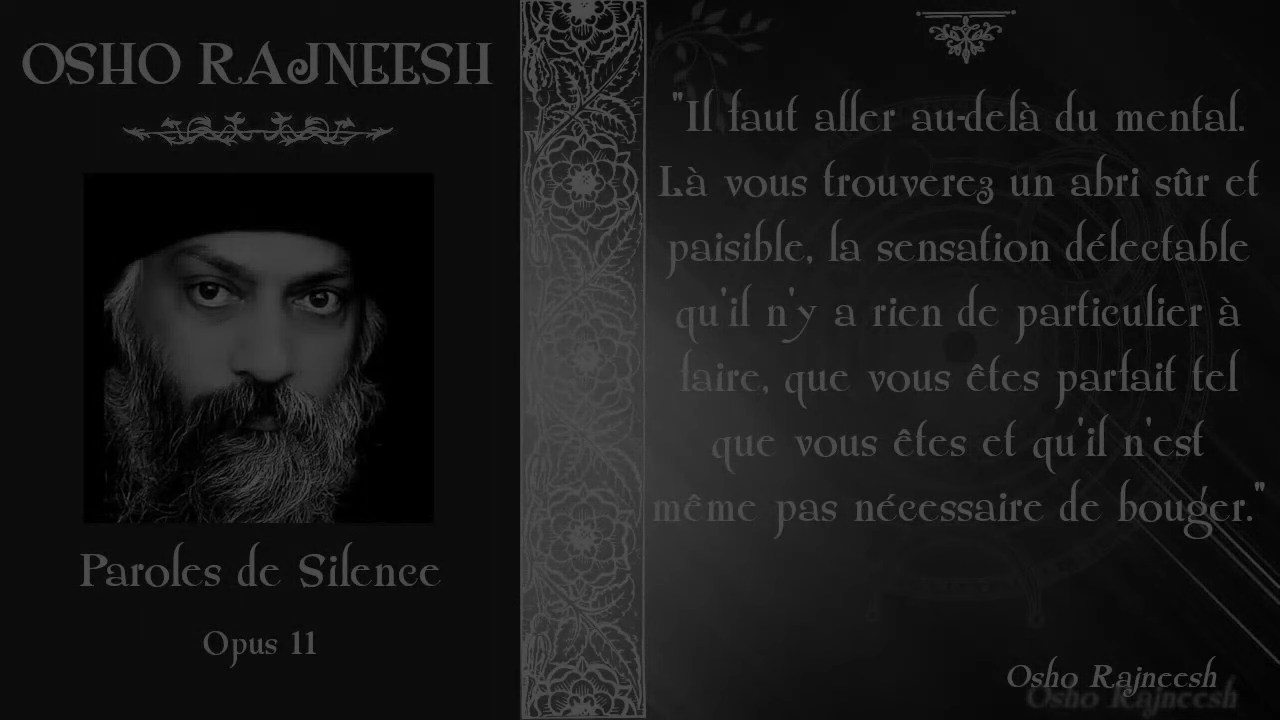 OSHO RAJNEESH
Paroles de Silence
Opus 11
"Il faut aller au-delà du mental.
Là vous trouverez un abri sûr et
paisible, la sensation délectable
qu'il n'y a rien de particulier à
faire, que vous êtes parfait tel
que vous êtes et qu'il n'est
même pas nécessaire de bouger."
Osho Rajneesh
Osho Rajneesh